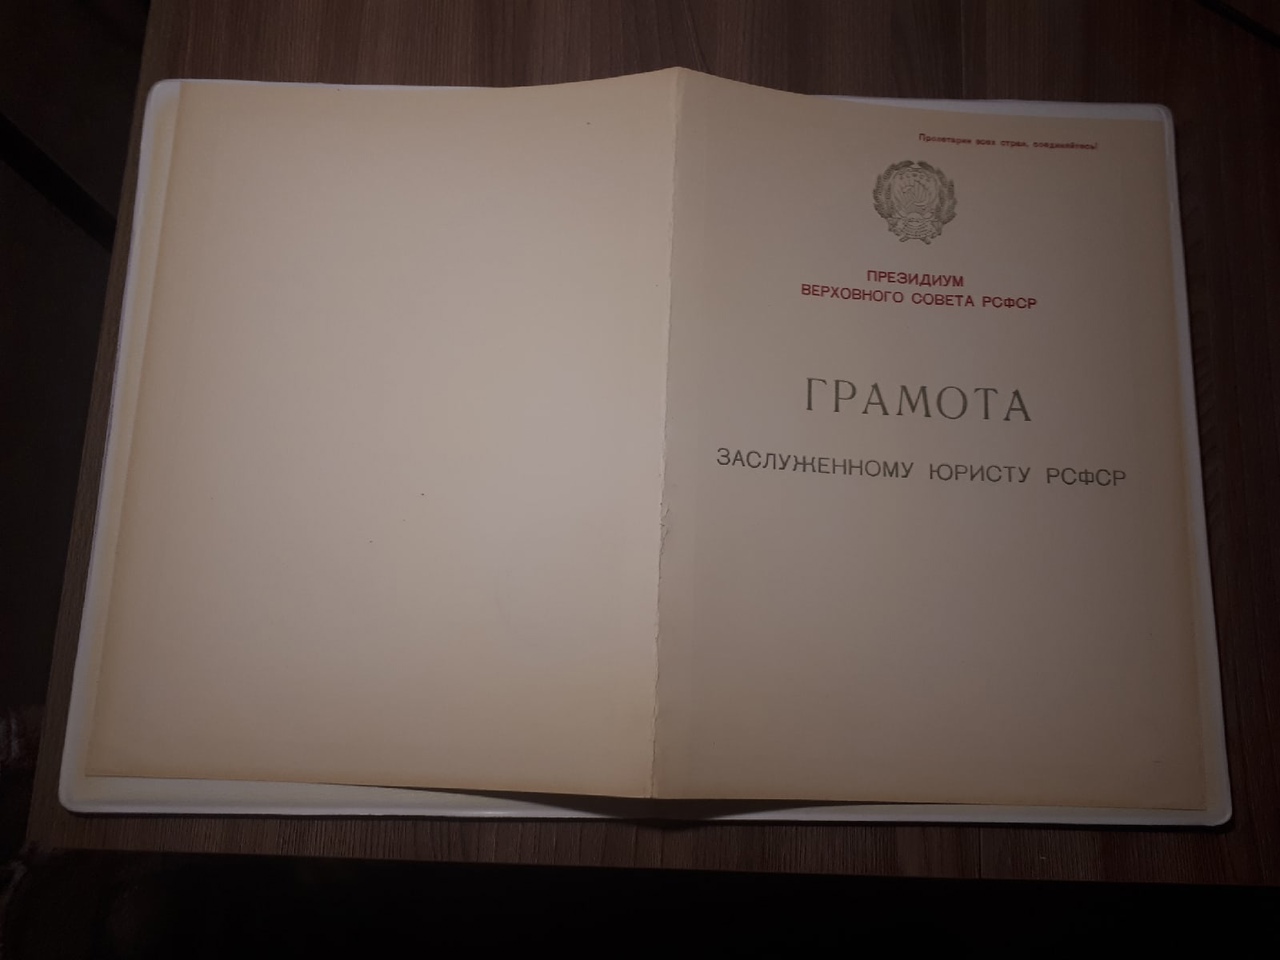 Пролетарии всех стран, соединяйтесь!
ПРЕЗИДИУМ
ВЕРХОВНОГО СОВЕТА РСФСР
ГРАМОТА
ЗАСЛУЖЕННОМУ ЮРИСТУ РСФСР